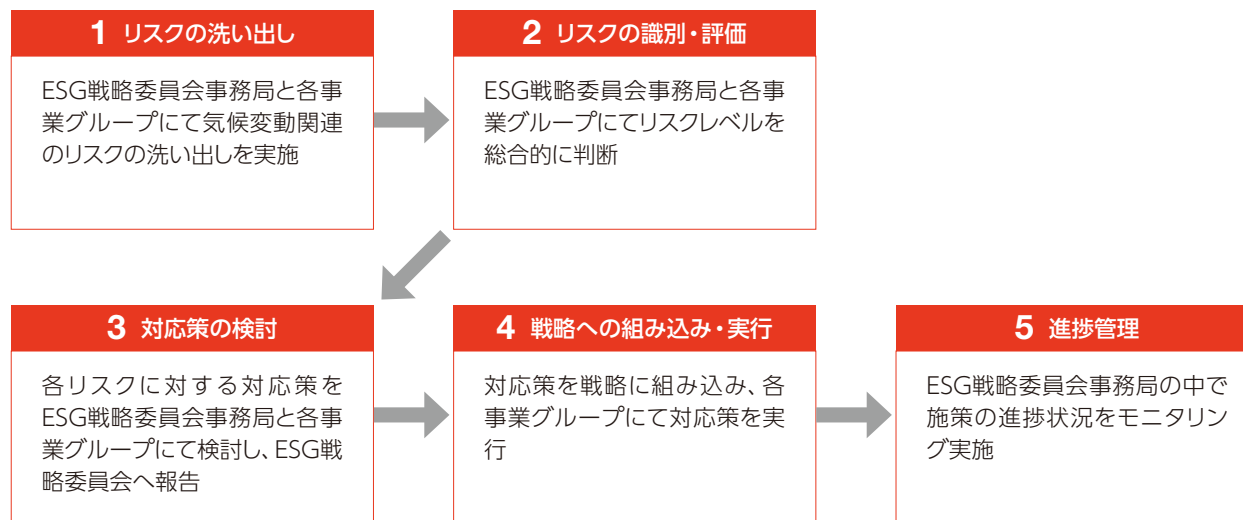 1 リスクの洗い出し
ESG戦略委員会事務局と各事
業グループにて気候変動関連
のリスクの洗い出しを実施
2 リスクの識別・評価
ESG戦略委員会事務局と各事
業グループにてリスクレベルを
総合的に判断
3 対応策の検討
各リスクに対する対応策を
ESG戦略委員会事務局と各事
業グループにて検討し、ESG戦
略委員会へ報告
4 戦略への組み込み・実行
対応策を戦略に組み込み、各
事業グループにて対応策を実
行
5 進捗管理
ESG戦略委員会事務局の中で
施策の進捗状況をモニタリン
グ実施